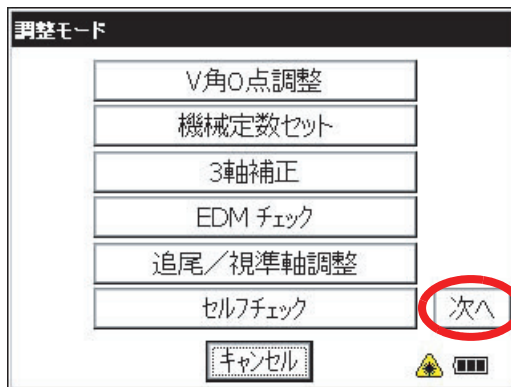 調整モード
V角0点調整
機械定数セット
3軸補正
EDM チェック
追尾／視準軸調整
セルフチェック 次へ
キャンセル